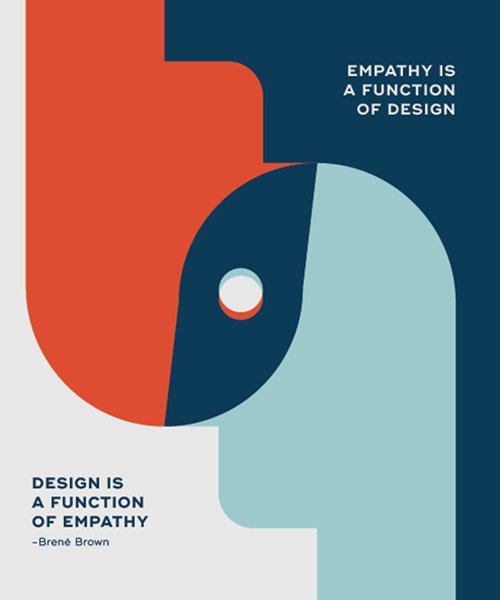 EMPATHY IS
A FUNCTION
OF DESIGN
DESIGN IS
A FUNCTION
OF EMPATHY
–Brené Brown